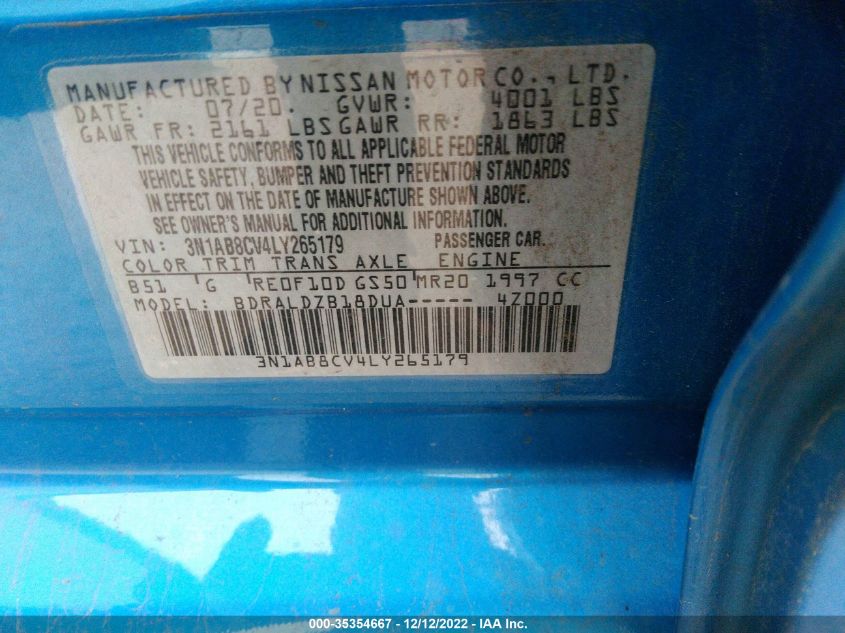 MANUFACTURED BY NISSAN MOTOR CO., LTD.
DATE: 07/20. GVWR: 4001 LBS
GAWR FR: 2161 LBS GAWR RR: 1863 LBS
THIS VEHICLE CONFORMS TO ALL APPLICABLE FEDERAL MOTOR
VEHICLE SAFETY, BUMPER AND THEFT PREVENTION STANDARDS
IN EFFECT ON THE DATE OF MANUFACTURE SHOWN ABOVE.
SEE OWNER'S MANUAL FOR ADDITIONAL INFORMATION.
VIN: 3N1AB8CV4LY265179 PASSENGER CAR.
COLOR TRIM TRANS AXLE ENGINE
B51 G RE0F10D GS50 MR20 1997 CC
MODEL: BDRALDZB18DUA----- 4Z000
3N1AB8CV4LY265179
000-35354667 - 12/12/2022 - IAA Inc.